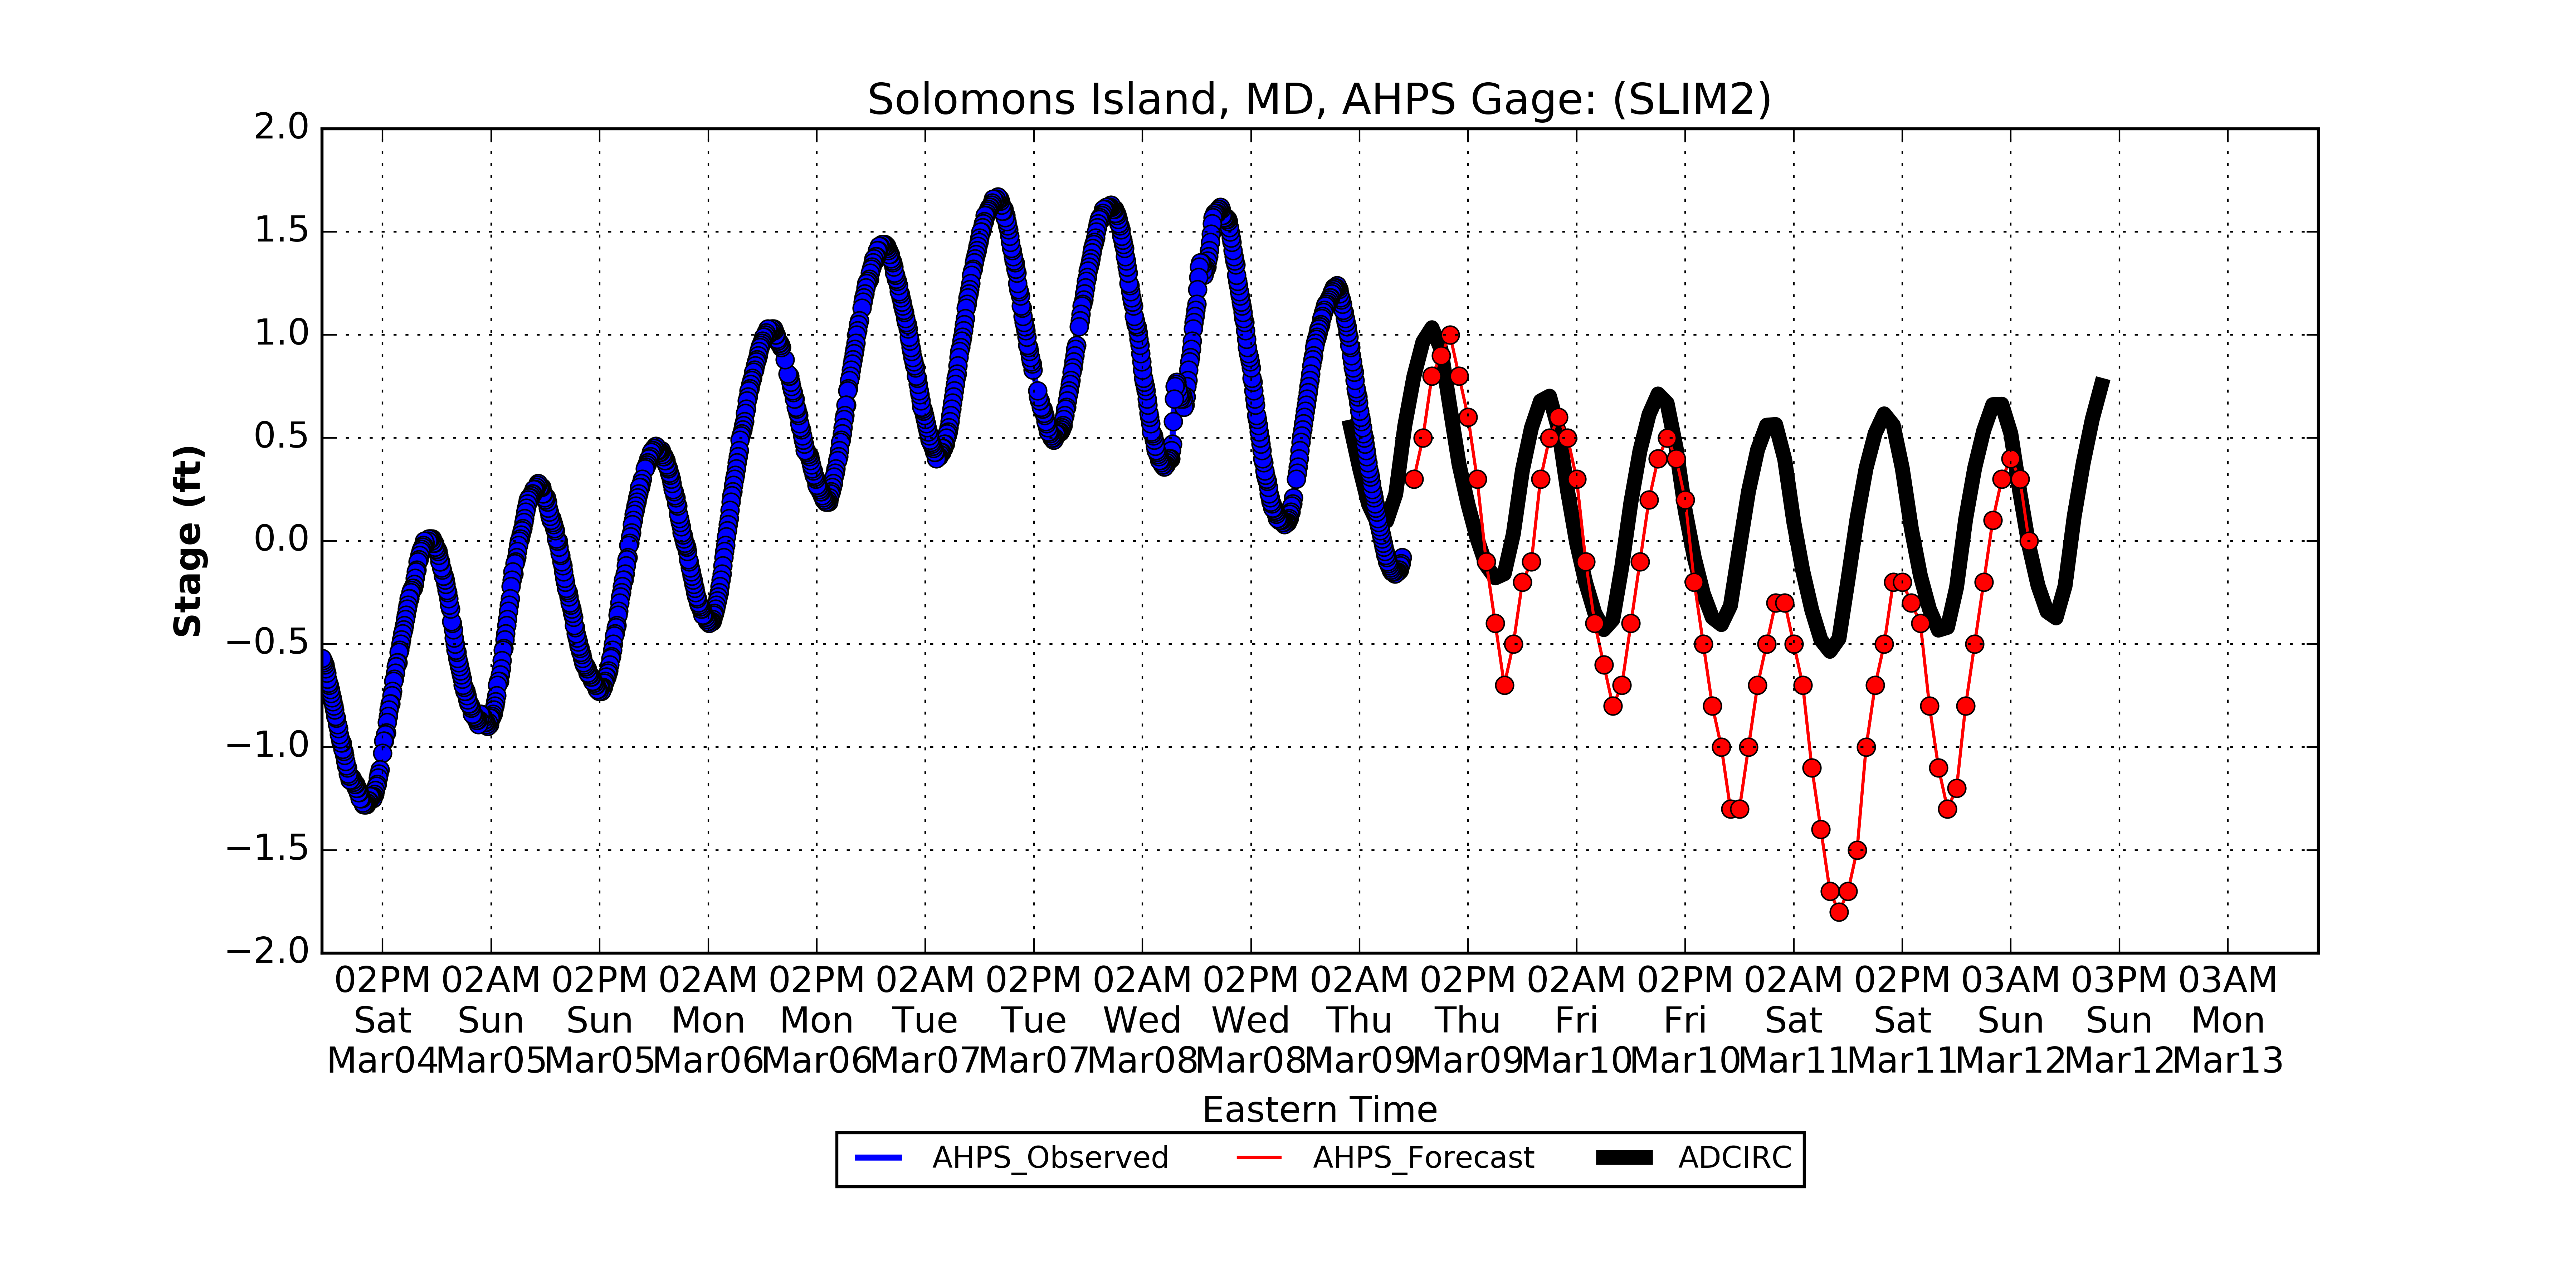 Solomons Island, MD, AHPS Gage: (SLIM2)
2.0
1.5
1.0
0.5
0.0
−0.5
−1.0
−1.5
−2.0
Stage (ft)
02PM 02AM 02PM 02AM 02PM 02AM 02PM 02AM 02PM 02AM 02PM 02AM 02PM 02AM 02PM 03AM 03PM 03AM
Sat Sun Sun Mon Mon Tue Tue Wed Wed Thu Thu Fri Fri Sat Sat Sun Sun Mon
Mar04 Mar05 Mar05 Mar06 Mar06 Mar07 Mar07 Mar08 Mar08 Mar09 Mar09 Mar10 Mar10 Mar11 Mar11 Mar12 Mar12 Mar13
Eastern Time
AHPS_Observed AHPS_Forecast ADCIRC